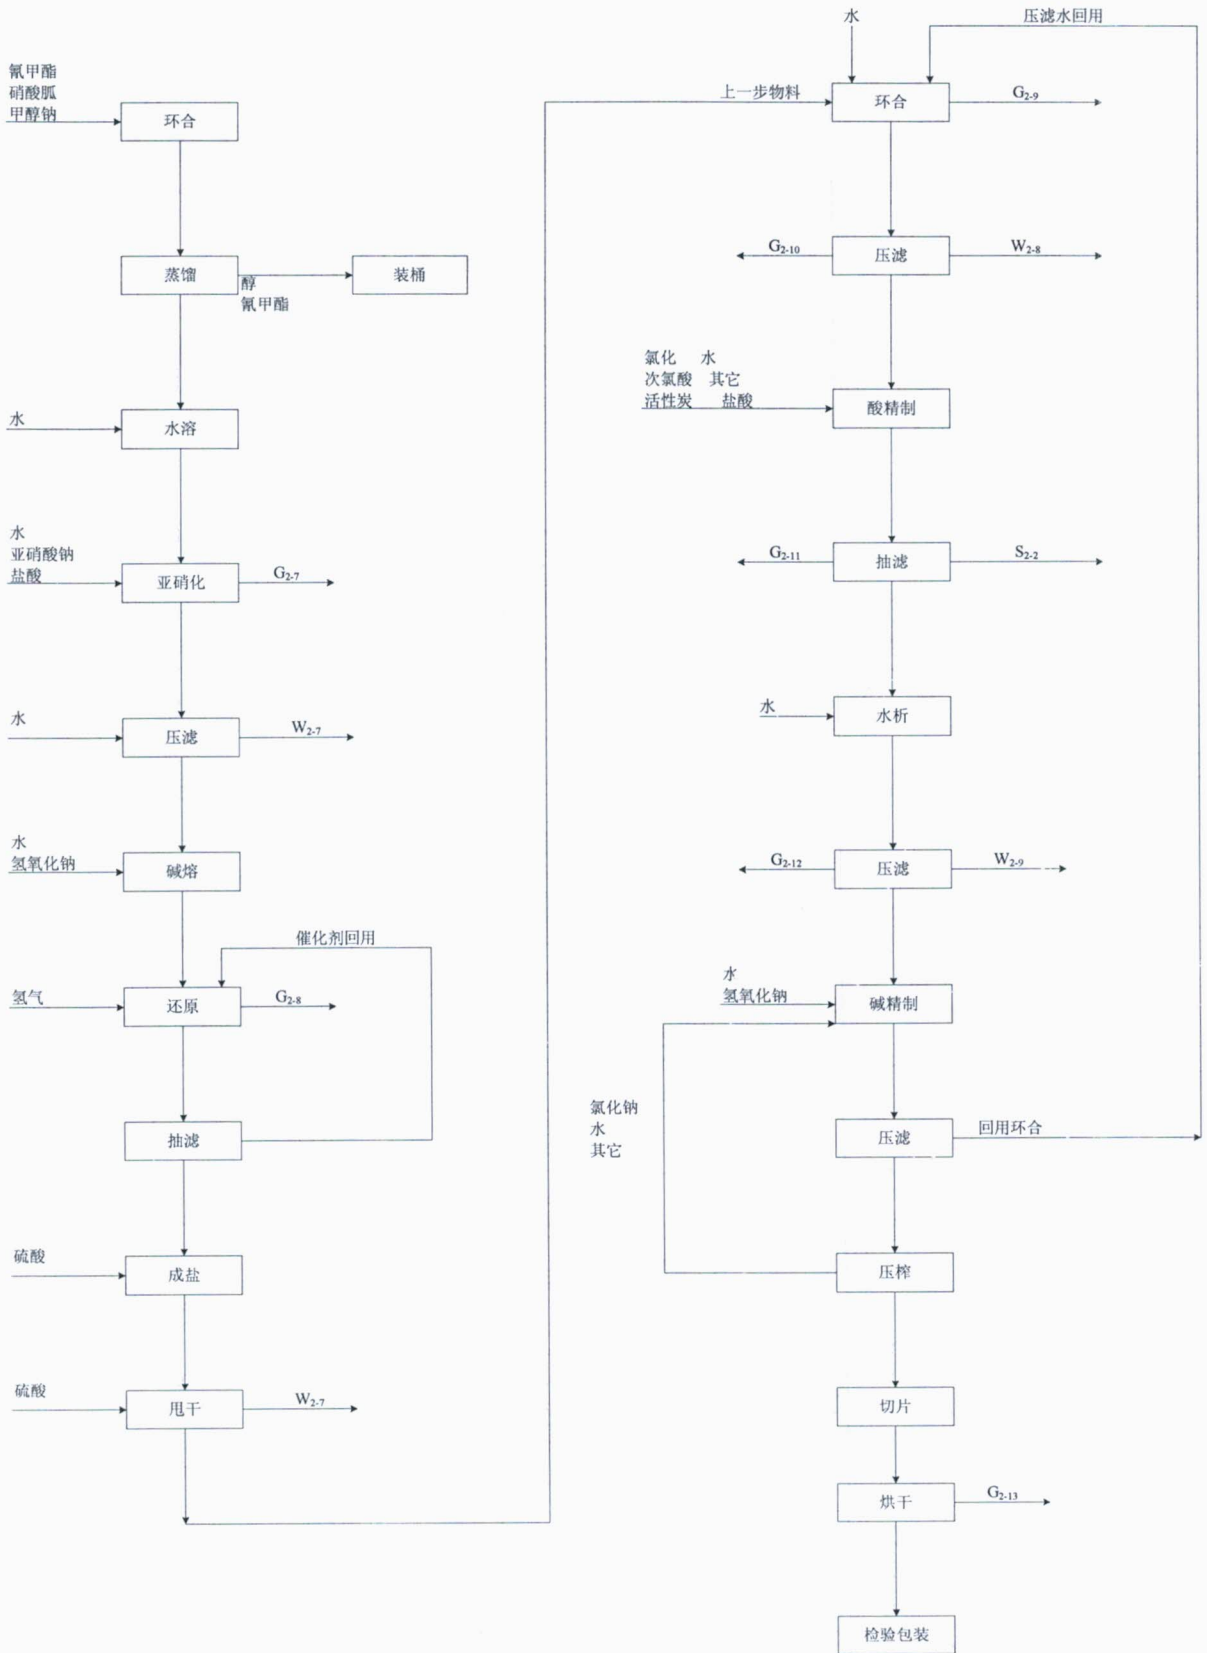 氰甲酯
硝酸胍
甲醇钠
环合
蒸馏
醇
氰甲酯
装桶
水
水溶
水
亚硝酸钠
盐酸
亚硝化
G2-7
水
压滤
W2-7
水
氢氧化钠
碱熔
催化剂回用
氢气
还原
G2-8
抽滤
硫酸
成盐
硫酸
甩干
W2-7
水
压滤水回用
上一步物料
环合
G2-9
G2-10
压滤
W2-8
氯化 水
次氯酸 其它
活性炭 盐酸
酸精制
G2-11
抽滤
S2-2
水
水析
G2-12
压滤
W2-9
水
氢氧化钠
碱精制
氯化钠
水
其它
压滤
回用环合
压榨
切片
烘干
G2-13
检验包装